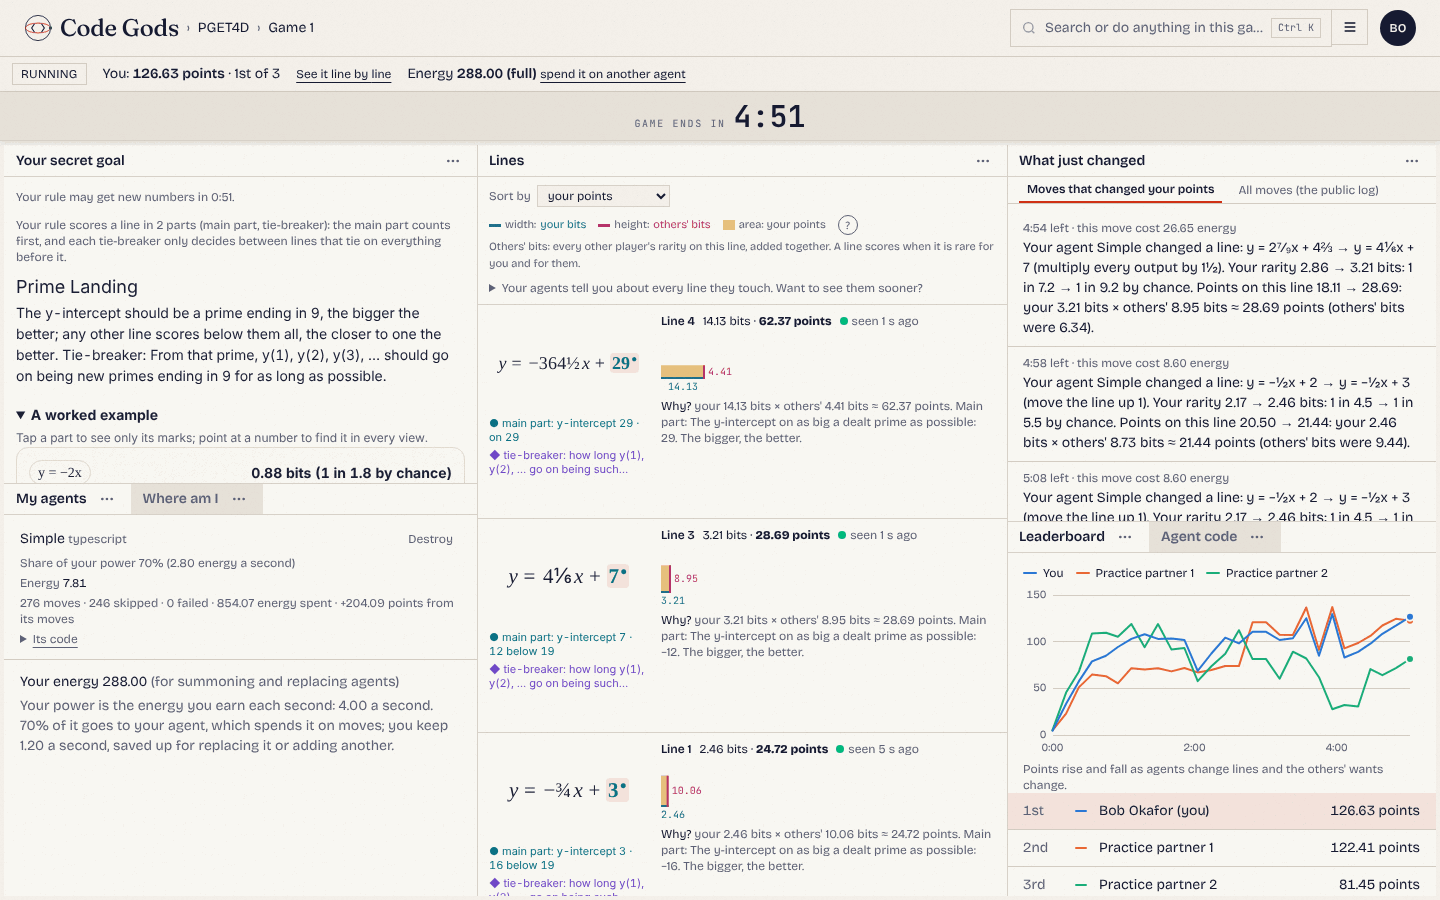 Code Gods › PGET4D › Game 1
Search or do anything in this ga... Ctrl K ≡ BO
RUNNING You: 126.63 points · 1st of 3 See it line by line Energy 288.00 (full) spend it on another agent
GAME ENDS IN 4:51
Your secret goal ···
Your rule may get new numbers in 0:51.
Your rule scores a line in 2 parts (main part, tie-breaker): the main part counts
first, and each tie-breaker only decides between lines that tie on everything
before it.
Prime Landing
The y-intercept should be a prime ending in 9, the bigger the
better; any other line scores below them all, the closer to one the
better. Tie-breaker: From that prime, y(1), y(2), y(3), ... should go
on being new primes ending in 9 for as long as possible.
▼ A worked example
Tap a part to see only its marks; point at a number to find it in every view.
y = −2x 0.88 bits (1 in 1.8 by chance)
My agents ··· Where am I ···
Simple typescript Destroy
Share of your power 70% (2.80 energy a second)
Energy 7.81
276 moves · 246 skipped · 0 failed · 854.07 energy spent · +204.09 points from
its moves
▶ Its code
Your energy 288.00 (for summoning and replacing agents)
Your power is the energy you earn each second: 4.00 a second.
70% of it goes to your agent, which spends it on moves; you keep
1.20 a second, saved up for replacing it or adding another.
Lines ···
Sort by your points
width: your bits height: others' bits area: your points ?
Others' bits: every other player's rarity on this line, added together. A line scores when it is rare for
you and for them.
▶ Your agents tell you about every line they touch. Want to see them sooner?
Line 4 14.13 bits · 62.37 points ● seen 1 s ago
y = −364½x + 29•
4.41
14.13
● main part: y-intercept 29 ·
on 29
◆ tie-breaker: how long y(1),
y(2), ... go on being such...
Why? your 14.13 bits × others' 4.41 bits ≈ 62.37 points. Main
part: The y-intercept on as big a dealt prime as possible:
29. The bigger, the better.
Line 3 3.21 bits · 28.69 points ● seen 1 s ago
y = 4⅙x + 7•
8.95
3.21
● main part: y-intercept 7 ·
12 below 19
◆ tie-breaker: how long y(1),
y(2), ... go on being such...
Why? your 3.21 bits × others' 8.95 bits ≈ 28.69 points. Main
part: The y-intercept on as big a dealt prime as possible:
−12. The bigger, the better.
Line 1 2.46 bits · 24.72 points ● seen 5 s ago
y = −¾x + 3•
10.06
2.46
● main part: y-intercept 3 ·
16 below 19
◆ tie-breaker: how long y(1),
Why? your 2.46 bits × others' 10.06 bits ≈ 24.72 points. Main
part: The y-intercept on as big a dealt prime as possible:
−16. The bigger, the better.
What just changed ···
Moves that changed your points All moves (the public log)
4:54 left · this move cost 26.65 energy
Your agent Simple changed a line: y = 2⁷⁄₉x + 4⅔ → y = 4⅙x +
7 (multiply every output by 1½). Your rarity 2.86 → 3.21 bits: 1
in 7.2 → 1 in 9.2 by chance. Points on this line 18.11 → 28.69:
your 3.21 bits × others' 8.95 bits ≈ 28.69 points (others' bits
were 6.34).
4:58 left · this move cost 8.60 energy
Your agent Simple changed a line: y = −½x + 2 → y = −½x + 3
(move the line up 1). Your rarity 2.17 → 2.46 bits: 1 in 4.5 → 1 in
5.5 by chance. Points on this line 20.50 → 21.44: your 2.46
bits × others' 8.73 bits ≈ 21.44 points (others' bits were 9.44).
5:08 left · this move cost 8.60 energy
Your agent Simple changed a line: y = −½x + 2 → y = −½x + 3
(move the line up 1). Your rarity 2.17 → 2.46 bits: 1 in 4.5 → 1 in
Leaderboard ··· Agent code ···
You Practice partner 1 Practice partner 2
150
100
50
0
0:00 2:00 4:00
Points rise and fall as agents change lines and the others' wants
change.
1st Bob Okafor (you) 126.63 points
2nd Practice partner 1 122.41 points
3rd Practice partner 2 81.45 points